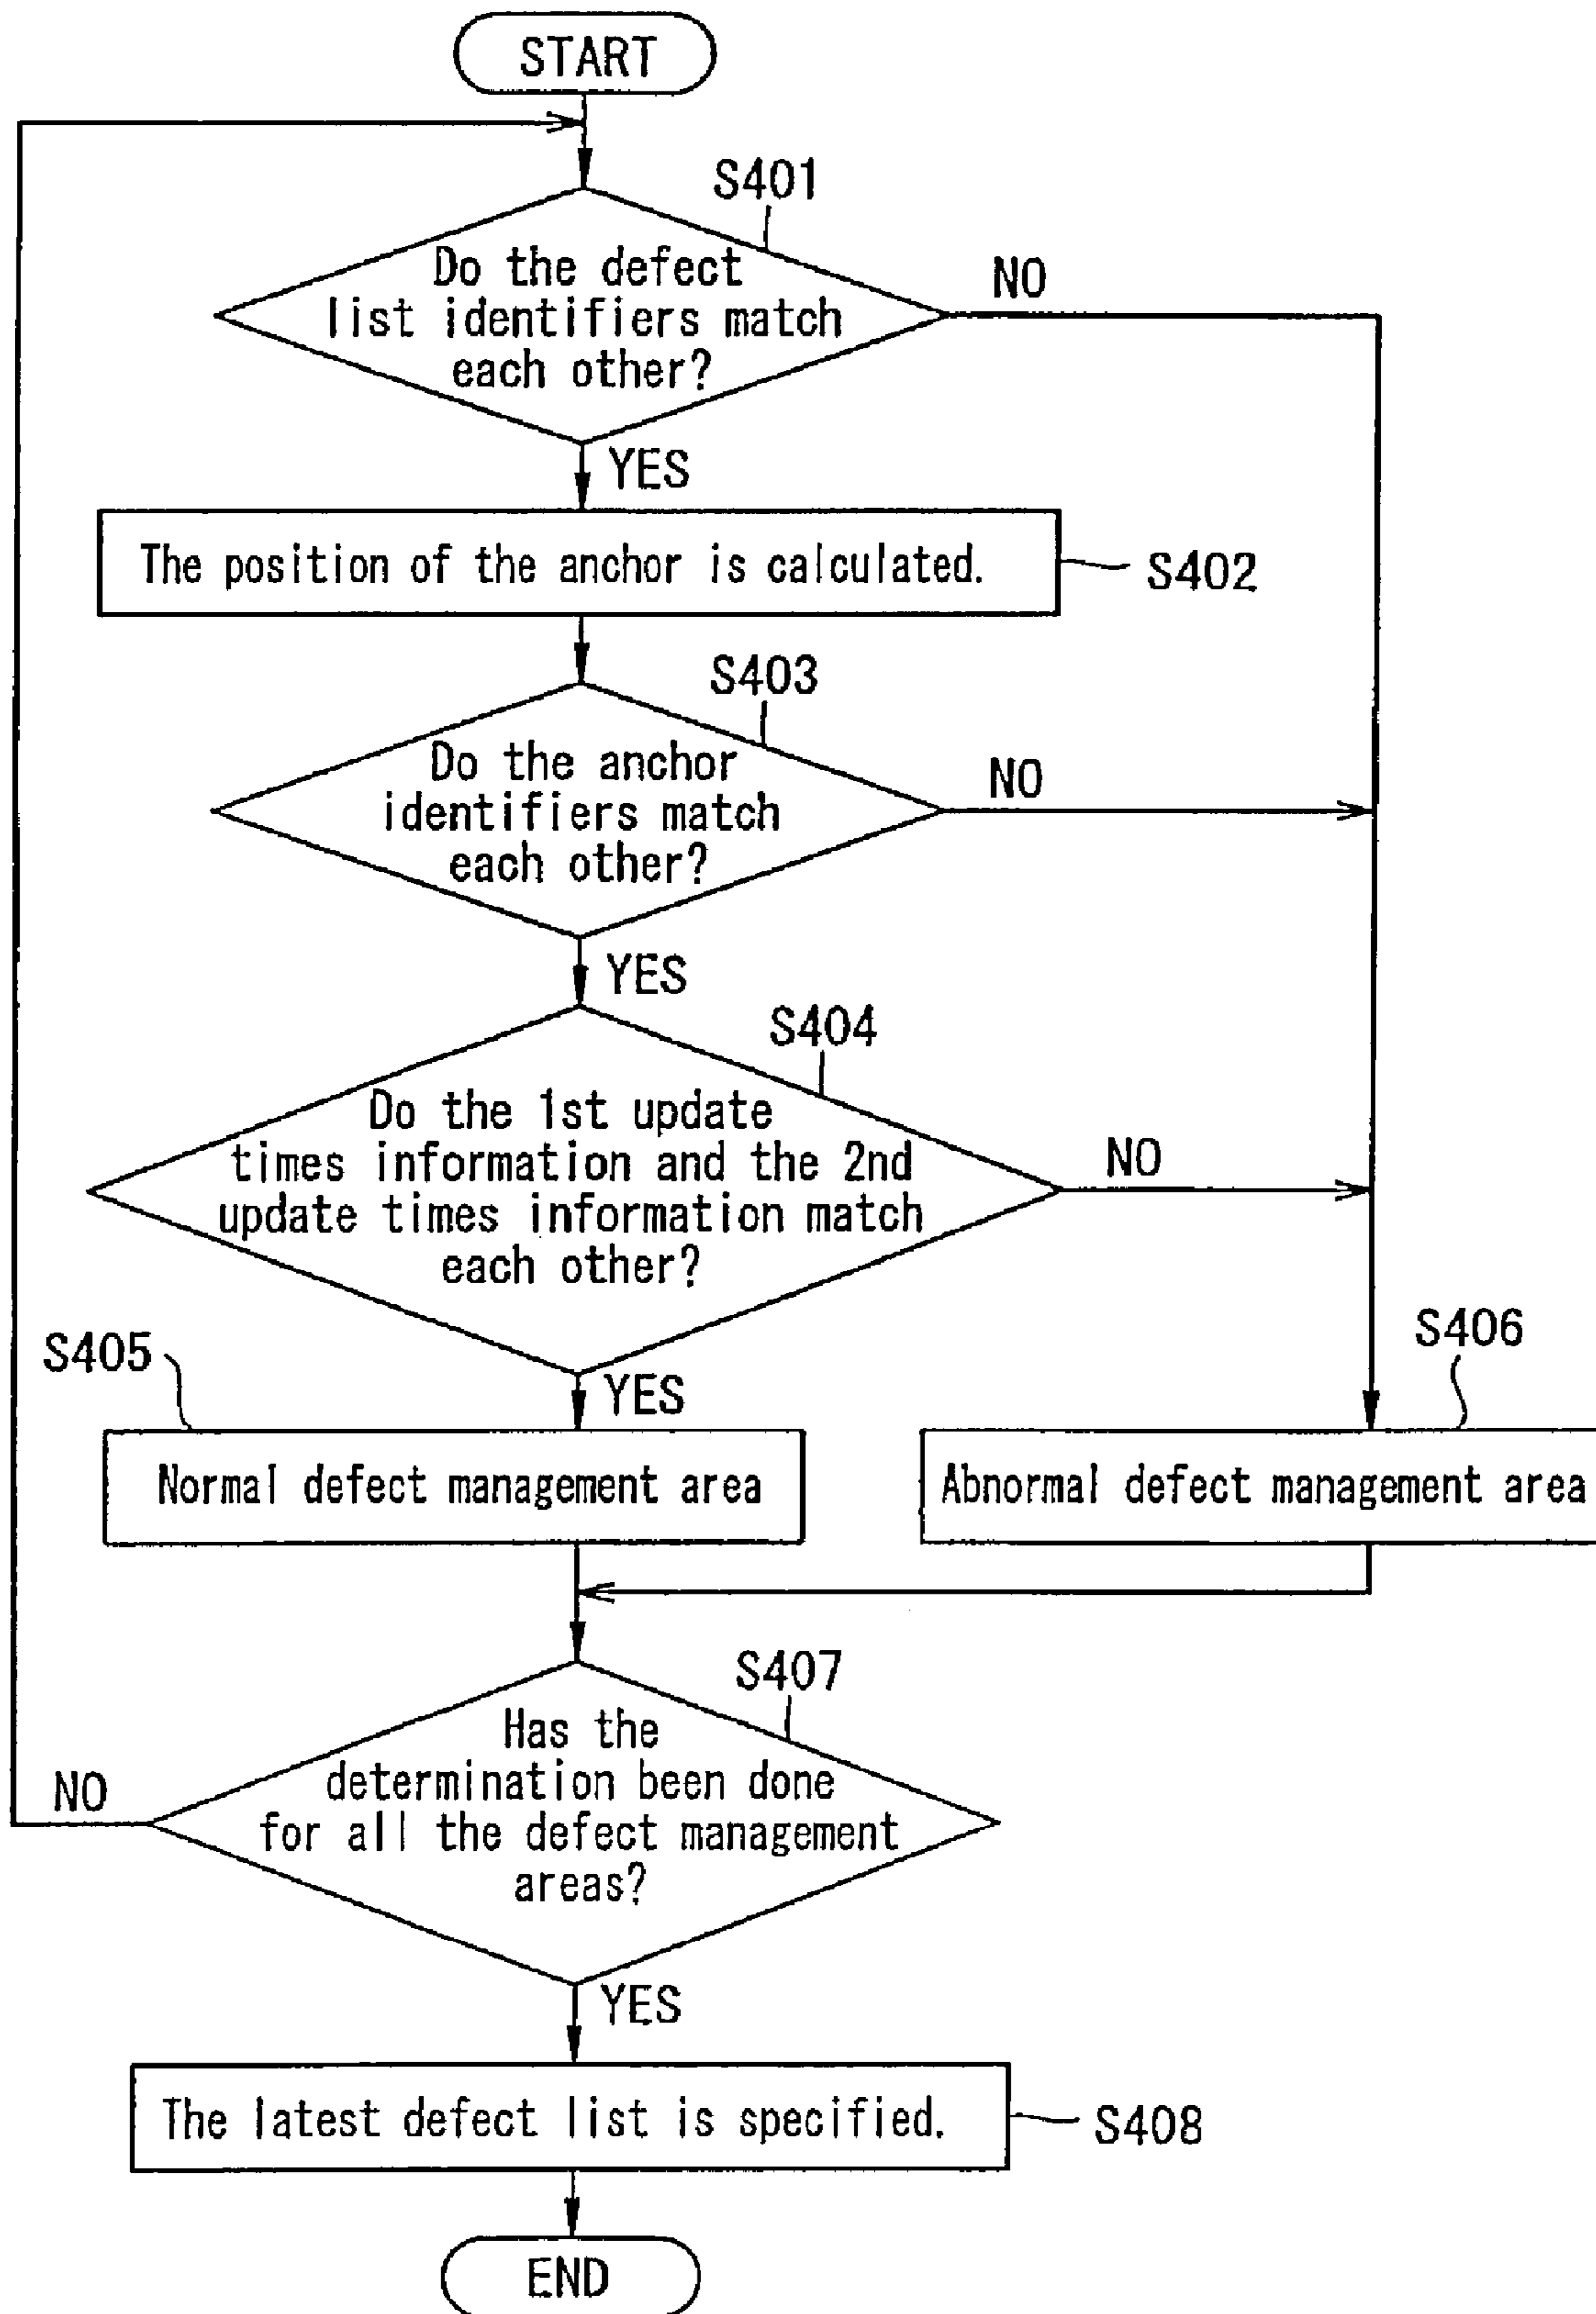 START
S401
Do the defect
list identifiers match
each other?
NO
YES
The position of the anchor is calculated.
S402
S403
Do the anchor
identifiers match
each other?
NO
YES
S404
Do the 1st update
times information and the 2nd
update times information match
each other?
NO
S405
YES
S406
Normal defect management area
Abnormal defect management area
S407
Has the
determination been done
for all the defect management
areas?
NO
YES
The latest defect list is specified.
S408
END